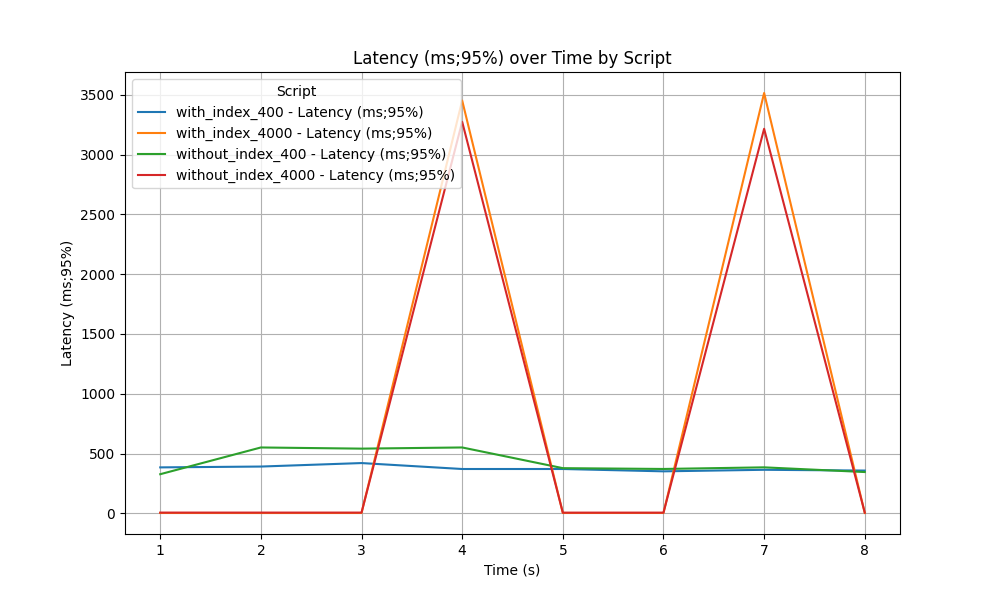 Latency (ms;95%) over Time by Script
Script
with_index_400 - Latency (ms;95%)
with_index_4000 - Latency (ms;95%)
without_index_400 - Latency (ms;95%)
without_index_4000 - Latency (ms;95%)
Latency (ms;95%)
3500
3000
2500
2000
1500
1000
500
0
1 2 3 4 5 6 7 8
Time (s)